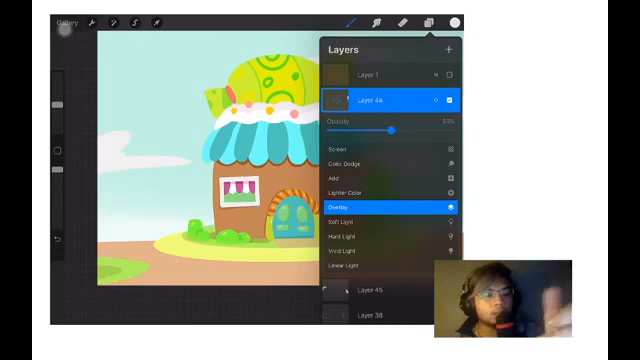 Gallery
Layers
Layer 1
N
Layer 46
O
Opacity
Screen
Color Dodge
Add
Lighter Color
Overlay
Soft Light
Hard Light
Vivid Light
Linear Light
Layer 45
Layer 38